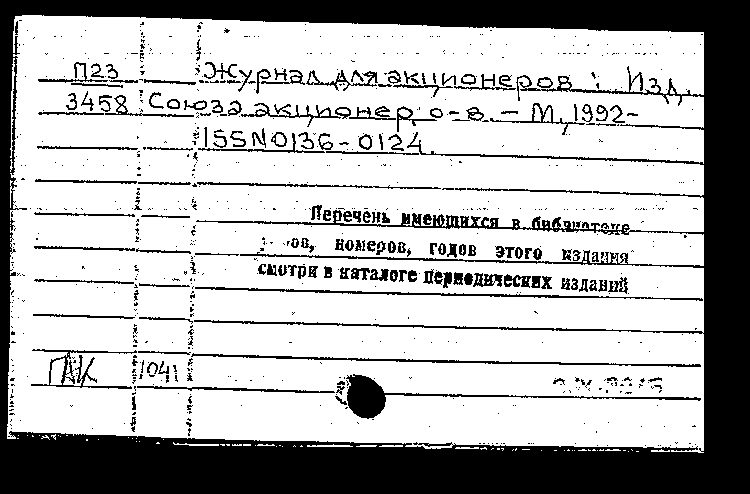 П23 Журнал для акционеров : Изд.
3458 Союза акционер. о-в. – М., 1992-
ISSN 0136-0124.
Перечень имеющихся в библиотеке
номеров, годов этого издания
смотри в каталоге периодических изданий
ГАК 1041